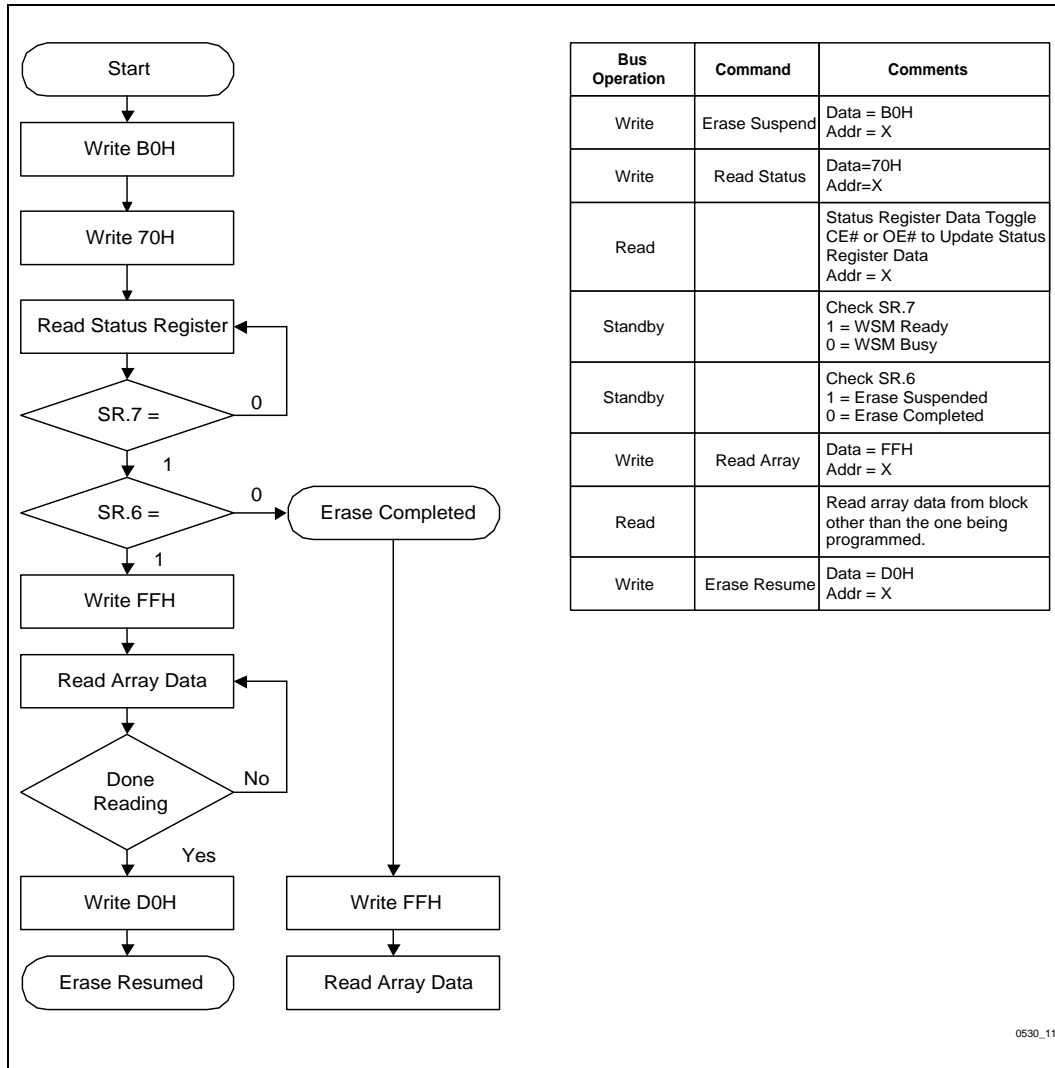 Start
Write B0H
Write 70H
Read Status Register
SR.7 =
0
1
SR.6 =
0
Erase Completed
1
Write FFH
Read Array Data
Done
Reading
No
Yes
Write D0H
Write FFH
Erase Resumed
Read Array Data
Bus
Operation
Command
Comments
Write
Erase Suspend
Data = B0H
Addr = X
Write
Read Status
Data=70H
Addr=X
Read
Status Register Data Toggle
CE# or OE# to Update Status
Register Data
Addr = X
Standby
Check SR.7
1 = WSM Ready
0 = WSM Busy
Standby
Check SR.6
1 = Erase Suspended
0 = Erase Completed
Write
Read Array
Data = FFH
Addr = X
Read
Read array data from block
other than the one being
programmed.
Write
Erase Resume
Data = D0H
Addr = X
0530_11